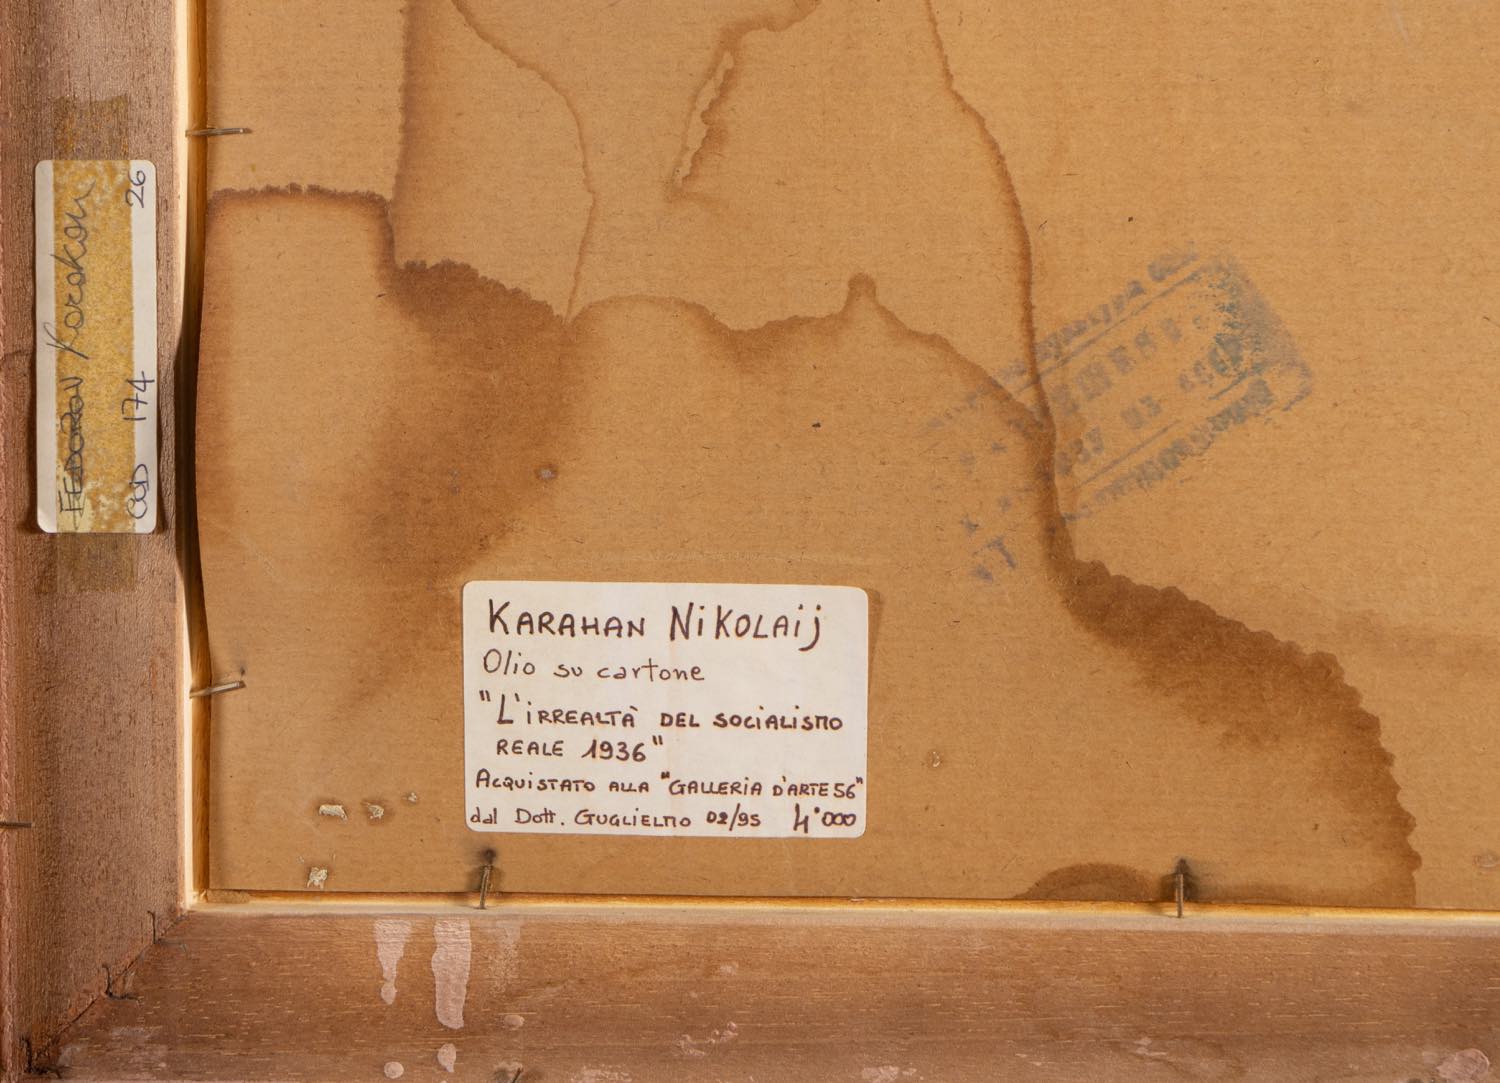 KARAHAN NiKOLAij
Olio su cartone
"L'iRREALTÀ DEL SOCiALiSMO
REALE 1936"
ACQUISTATO ALLA "GALLERIA D'ARTE 56"
dal Dott. GUGLIELMO 02/95 4°000
FEDOROV Korokon 26
COD 174